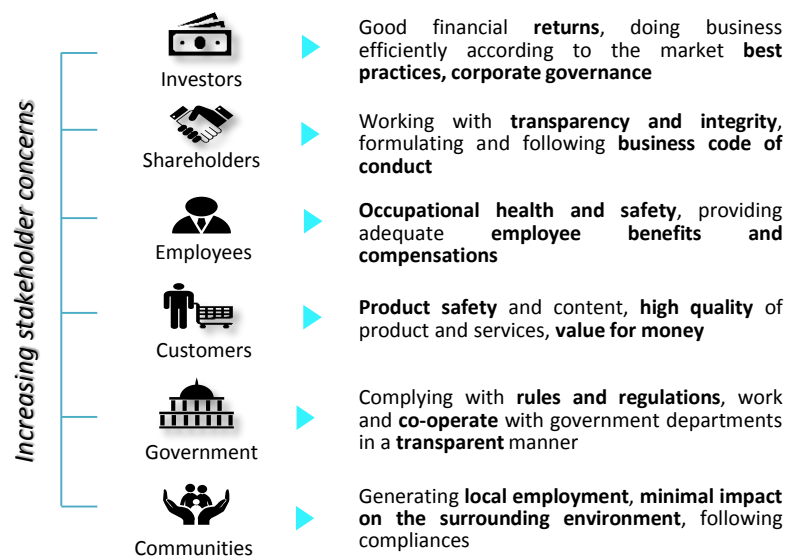 Increasing stakeholder concerns
Investors
Good financial returns, doing business
efficiently according to the market best
practices, corporate governance
Shareholders
Working with transparency and integrity,
formulating and following business code of
conduct
Employees
Occupational health and safety, providing
adequate employee benefits and
compensations
Customers
Product safety and content, high quality of
product and services, value for money
Government
Complying with rules and regulations, work
and co-operate with government departments
in a transparent manner
Communities
Generating local employment, minimal impact
on the surrounding environment, following
compliances